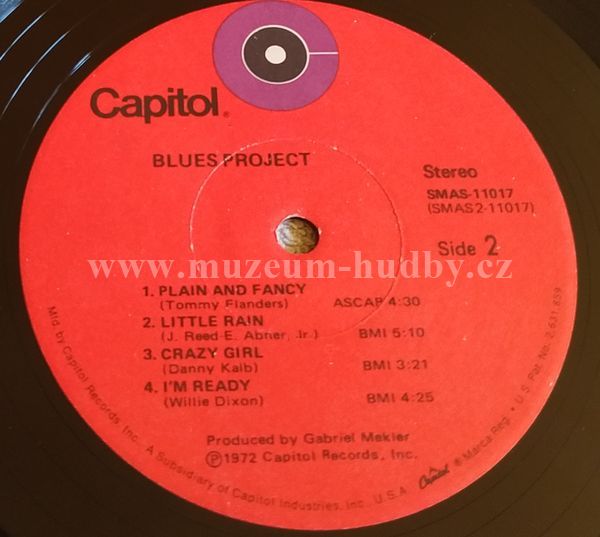 Capitol®
BLUES PROJECT
Stereo
SMAS-11017
(SMAS2-11017)
Side 2
www.muzeum-hudby.cz
1. PLAIN AND FANCY
(Tommy Flanders) ASCAP 4:30
2. LITTLE RAIN
(J. Reed-E. Abner, Jr.) BMI 5:10
3. CRAZY GIRL
(Danny Kalb) BMI 3:21
4. I'M READY
(Willie Dixon) BMI 4:25
Produced by Gabriel Mekler
Ⓟ1972 Capitol Records, Inc.
Mfd. by Capitol Records, Inc., A Subsidiary of Capitol Industries, Inc., U.S.A. Capitol ® Marca Reg. • U.S. Pat. No. 2,631,859